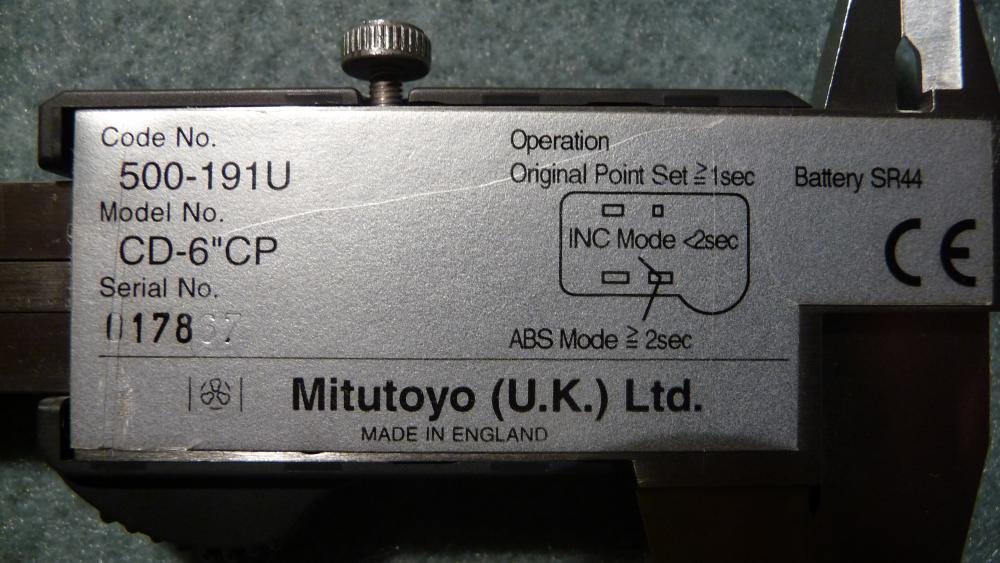 Code No.
500-191U
Model No.
CD-6"CP
Serial No.
017867
Operation
Original Point Set ≧ 1sec
INC Mode <2sec
ABS Mode ≧ 2sec
Battery SR44
CE
Mitutoyo (U.K.) Ltd.
MADE IN ENGLAND